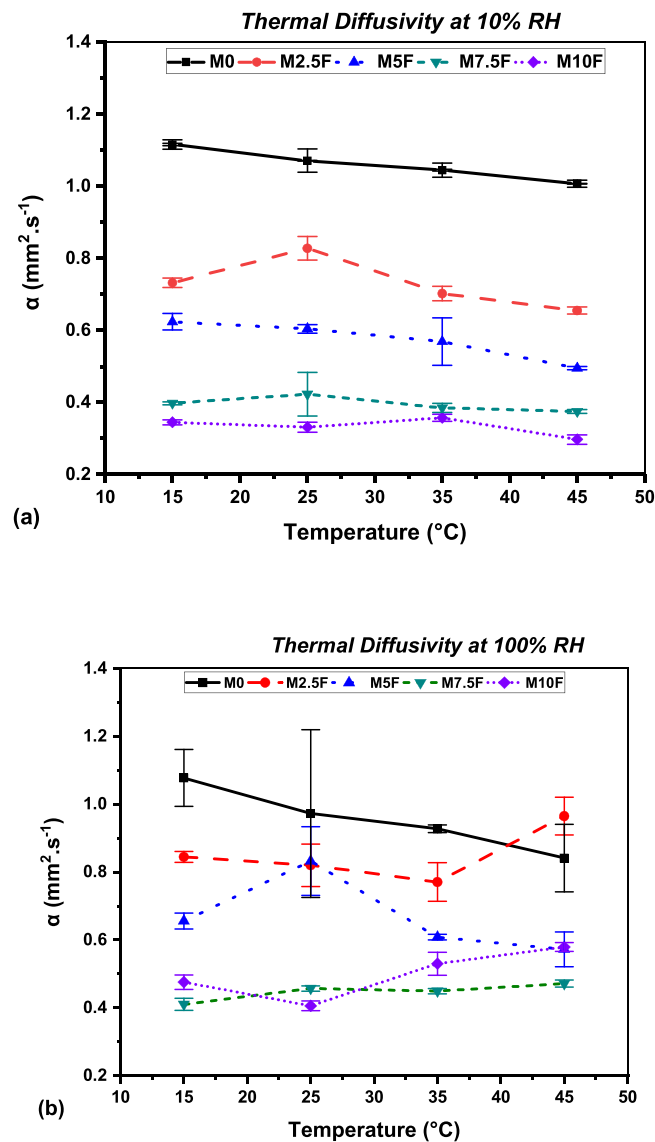 Thermal Diffusivity at 10% RH
M0 M2.5F M5F M7.5F M10F
1.4
1.2
1.0
0.8
0.6
0.4
0.2
α (mm².s⁻¹)
10 15 20 25 30 35 40 45 50
Temperature (°C)
(a)
Thermal Diffusivity at 100% RH
M0 M2.5F M5F M7.5F M10F
1.4
1.2
1.0
0.8
0.6
0.4
0.2
α (mm².s⁻¹)
10 15 20 25 30 35 40 45 50
Temperature (°C)
(b)